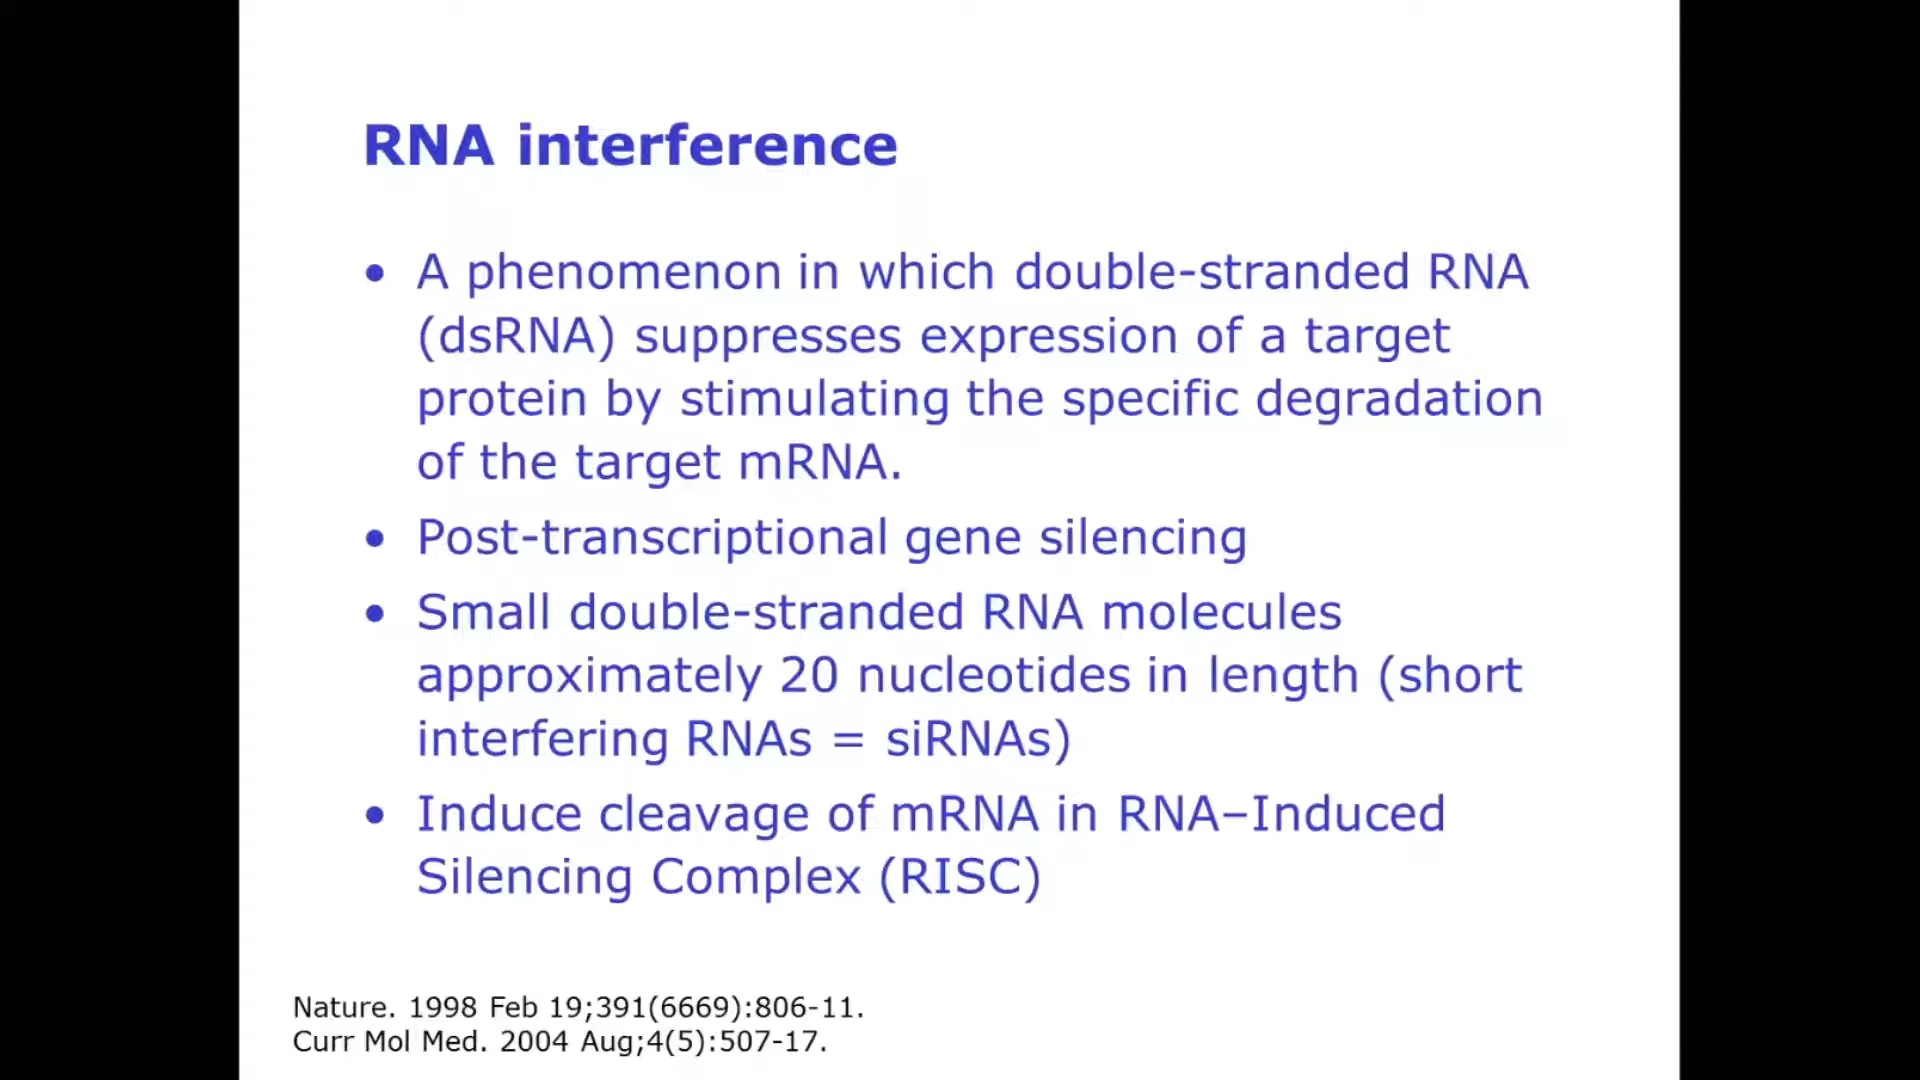 RNA interference
• A phenomenon in which double-stranded RNA
(dsRNA) suppresses expression of a target
protein by stimulating the specific degradation
of the target mRNA.
• Post-transcriptional gene silencing
• Small double-stranded RNA molecules
approximately 20 nucleotides in length (short
interfering RNAs = siRNAs)
• Induce cleavage of mRNA in RNA–Induced
Silencing Complex (RISC)
Nature. 1998 Feb 19;391(6669):806-11.
Curr Mol Med. 2004 Aug;4(5):507-17.